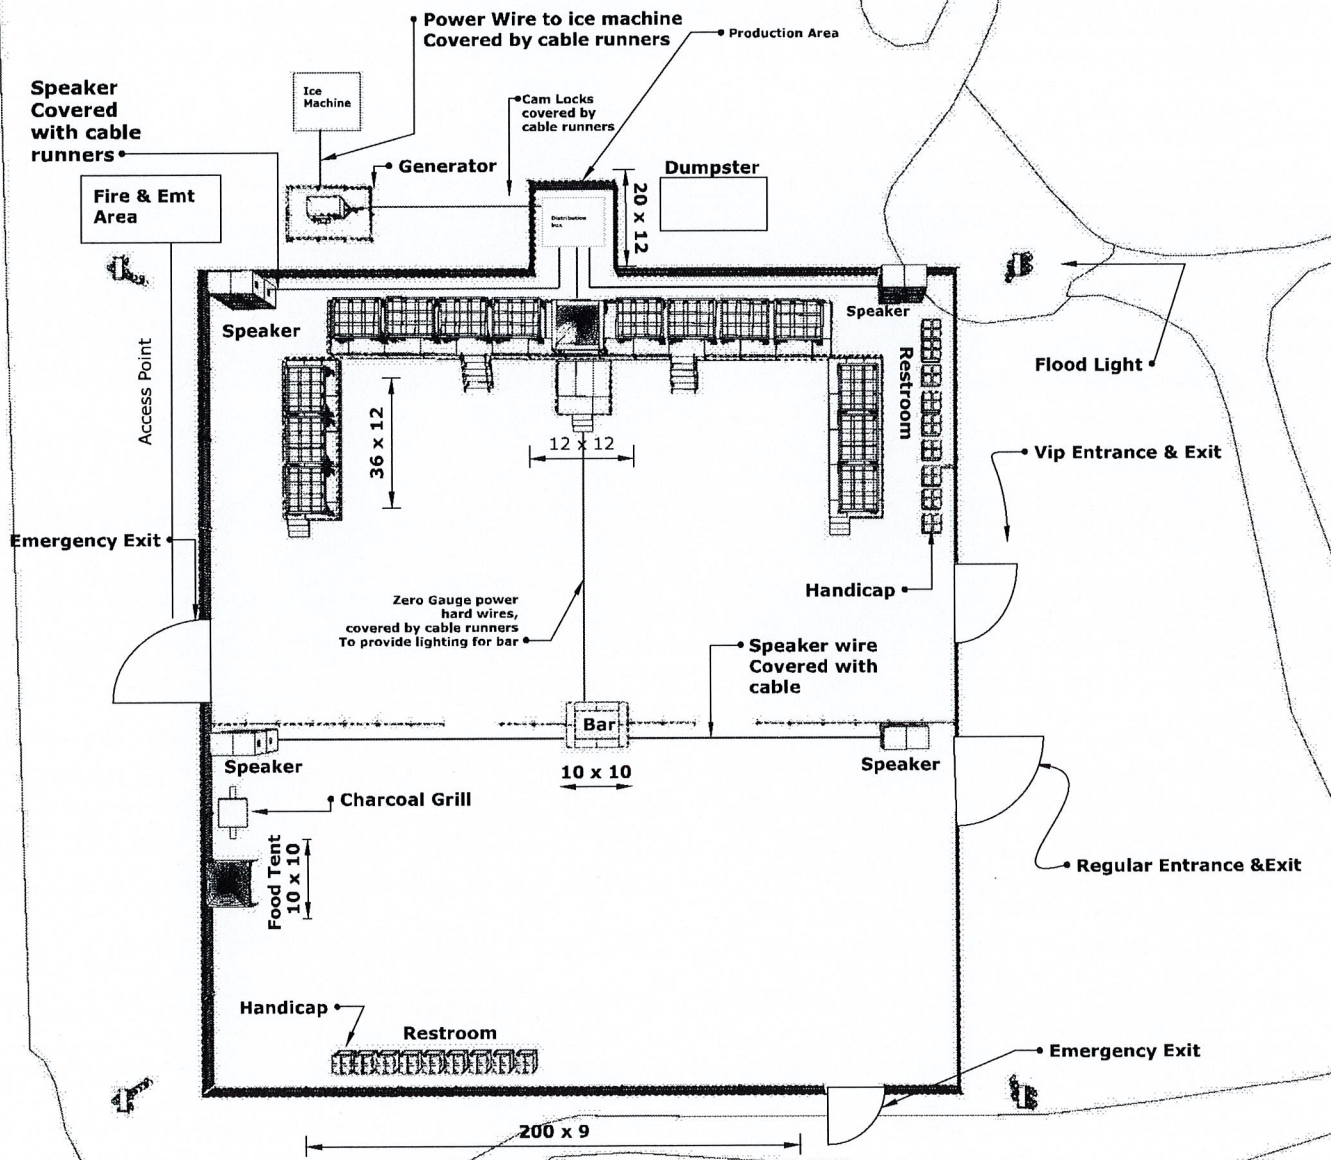 Power Wire to ice machine
Covered by cable runners
Production Area
Speaker
Covered
with cable
runners
Ice
Machine
Cam Locks
covered by
cable runners
Generator
Dumpster
Fire & Emt
Area
20 x 12
Distribution
box
Speaker
Speaker
Access Point
Restroom
Flood Light
36 x 12
12 x 12
Vip Entrance & Exit
Emergency Exit
Handicap
Zero Gauge power
hard wires,
covered by cable runners
To provide lighting for bar
Speaker wire
Covered with
cable
Bar
Speaker
10 x 10
Speaker
Charcoal Grill
Food Tent
10 x 10
Regular Entrance &Exit
Handicap
Restroom
Emergency Exit
200 x 9